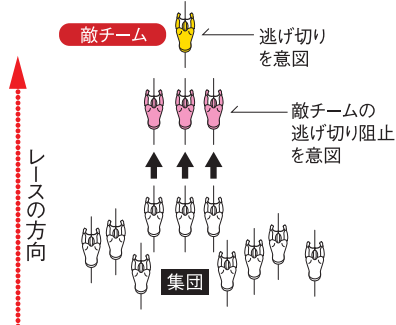 敵チーム
逃げ切り
を意図
敵チームの
逃げ切り阻止
を意図
レースの方向
集団